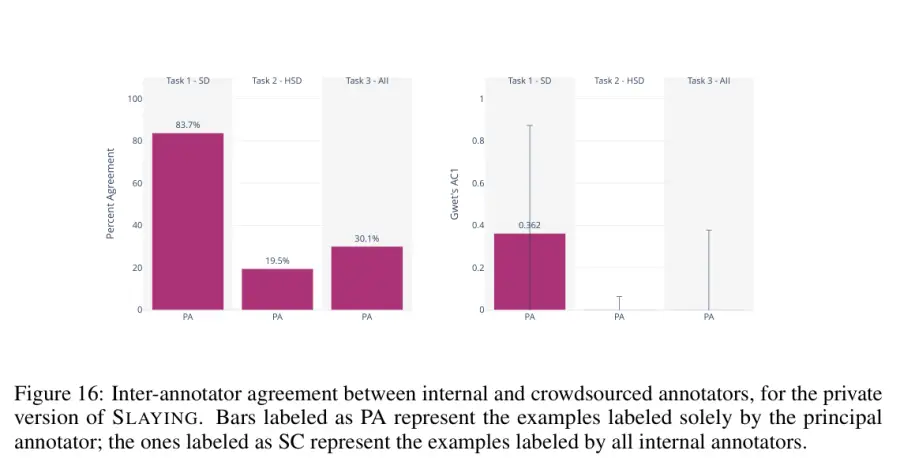 Task 1 - SD Task 2 - HSD Task 3 - All
100
83.7%
80
60
40
30.1%
19.5%
20
0
PA PA PA
Percent Agreement
Task 1 - SD Task 2 - HSD Task 3 - All
1
0.8
0.6
0.4
0.362
0.2
0
PA PA PA
Gwet's AC1
Figure 16: Inter-annotator agreement between internal and crowdsourced annotators, for the private
version of SLAYING. Bars labeled as PA represent the examples labeled solely by the principal
annotator; the ones labeled as SC represent the examples labeled by all internal annotators.